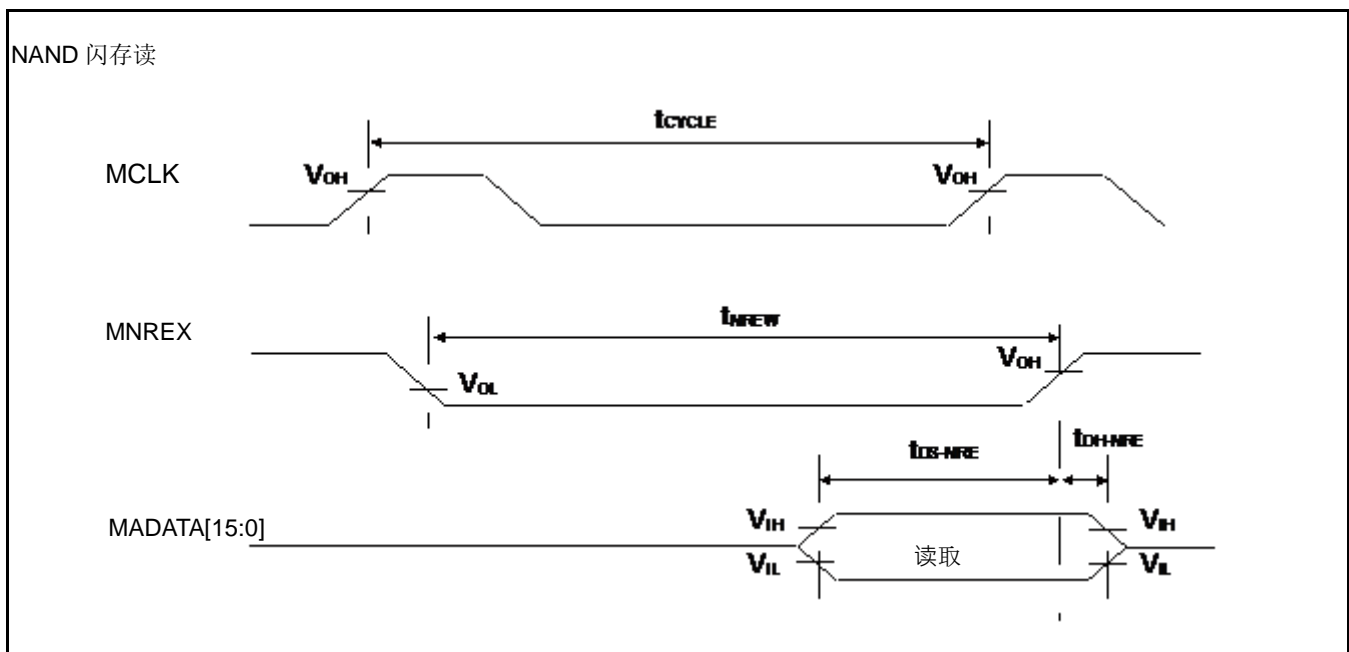 NAND 闪存读
tCYCLE
MCLK VOH VOH
tNREW
MNREX VOL VOH
tDS-NRE tDH-NRE
MADATA[15:0] VIH VIH
读取
VIL VIL